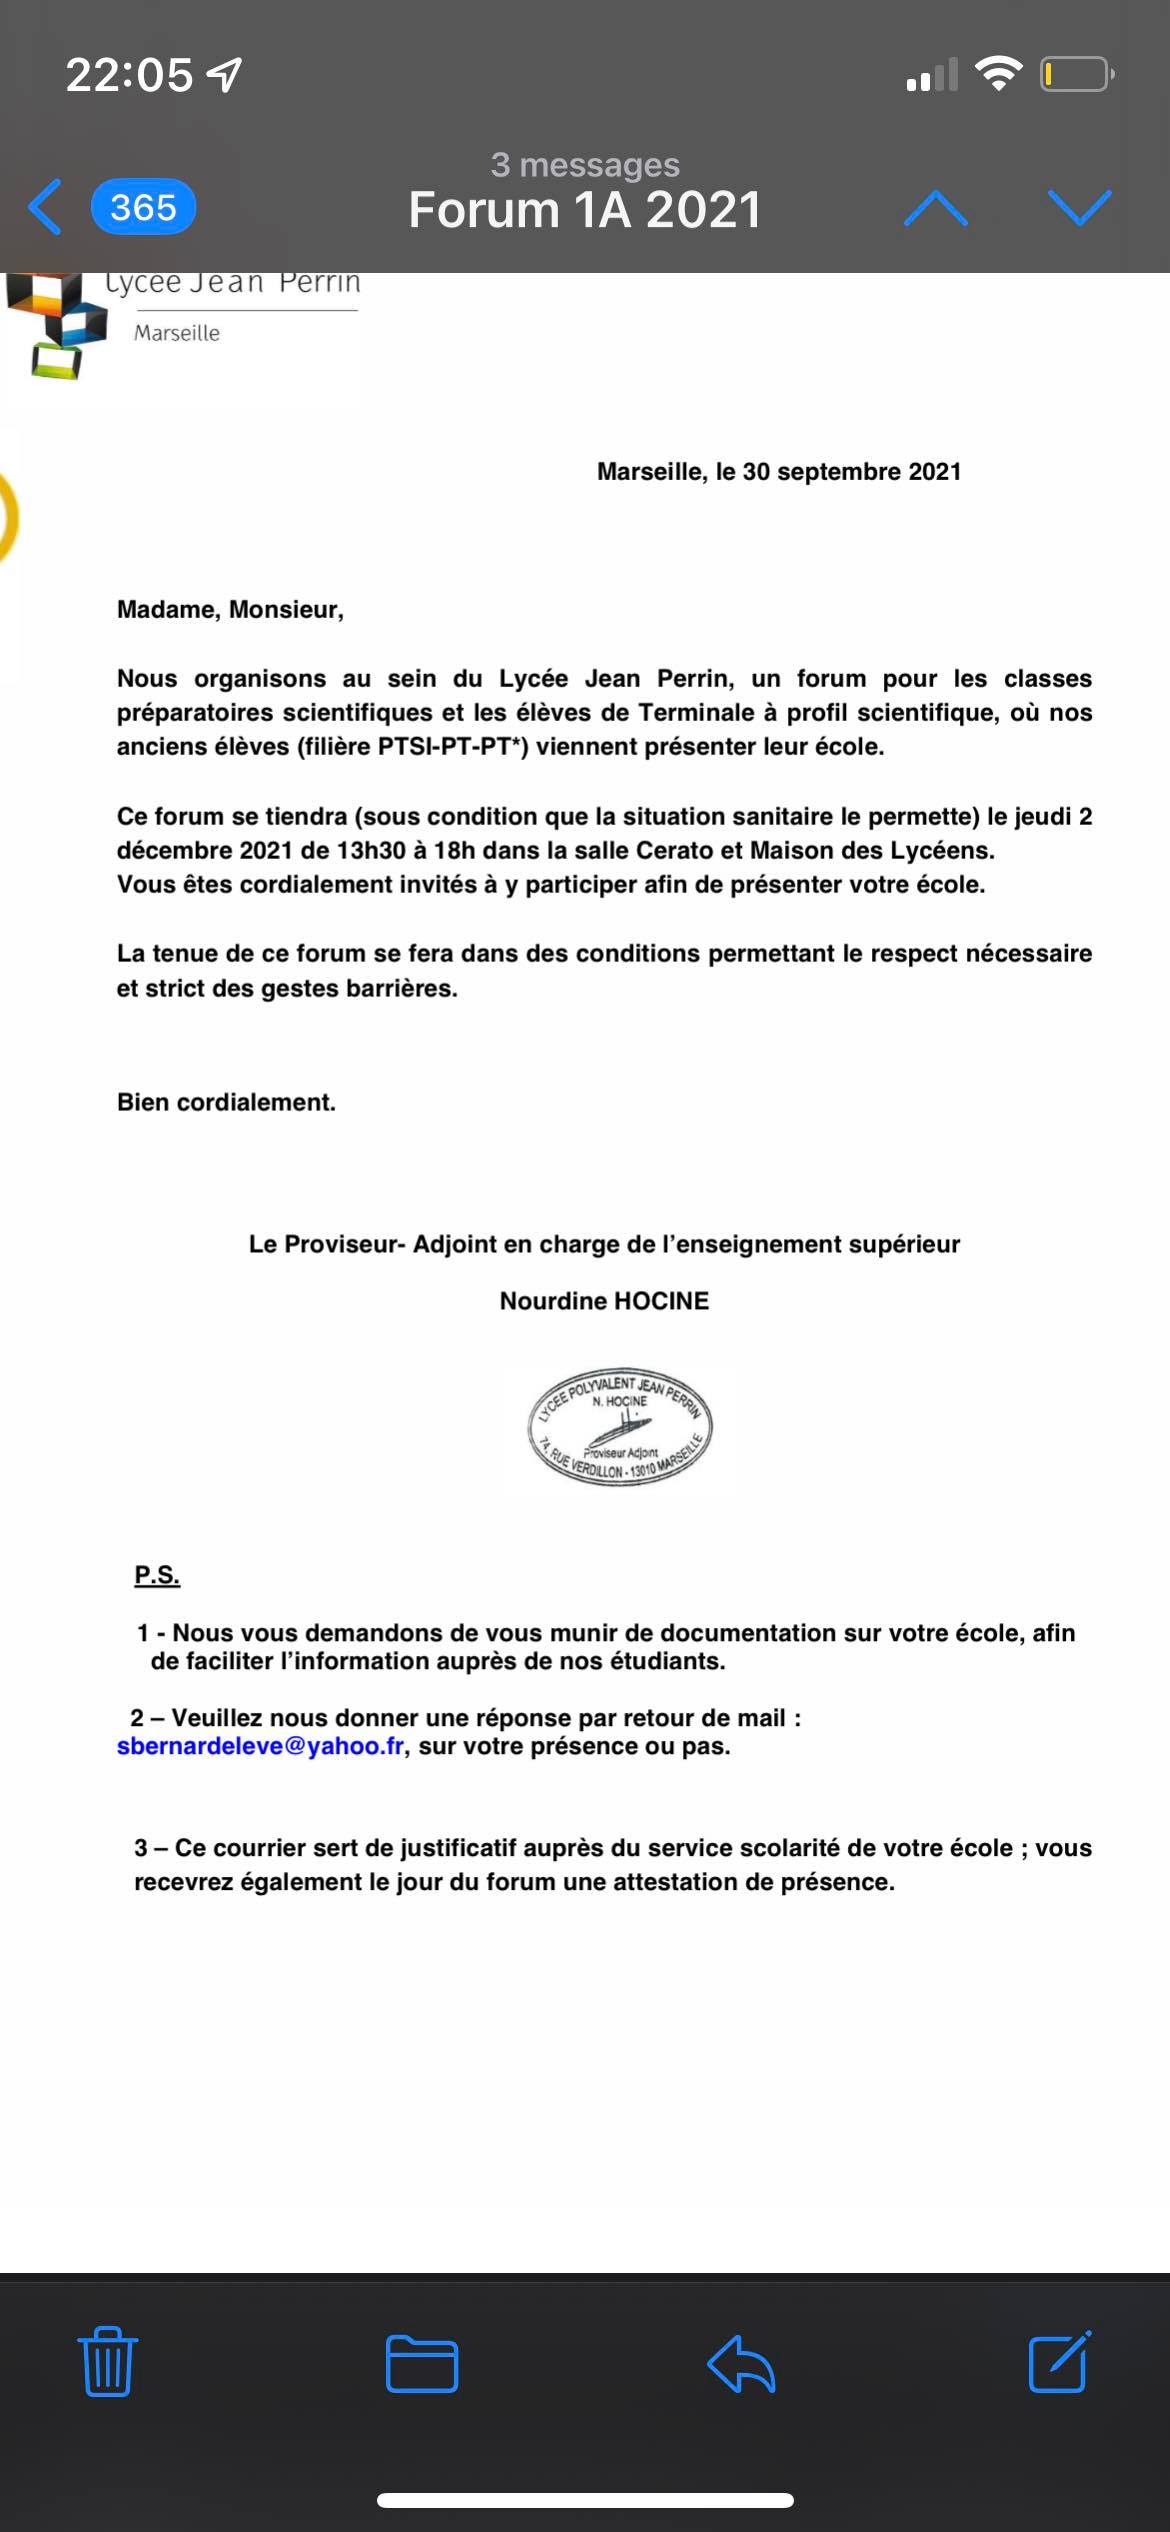 22:05
3 messages
365
Forum 1A 2021
Lycée Jean Perrin
Marseille
Marseille, le 30 septembre 2021
Madame, Monsieur,
Nous organisons au sein du Lycée Jean Perrin, un forum pour les classes
préparatoires scientifiques et les élèves de Terminale à profil scientifique, où nos
anciens élèves (filière PTSI-PT-PT*) viennent présenter leur école.
Ce forum se tiendra (sous condition que la situation sanitaire le permette) le jeudi 2
décembre 2021 de 13h30 à 18h dans la salle Cerato et Maison des Lycéens.
Vous êtes cordialement invités à y participer afin de présenter votre école.
La tenue de ce forum se fera dans des conditions permettant le respect nécessaire
et strict des gestes barrières.
Bien cordialement.
Le Proviseur- Adjoint en charge de l’enseignement supérieur
Nourdine HOCINE
LYCEE POLYVALENT JEAN PERRIN
N. HOCINE
Proviseur Adjoint
74, RUE VERDILLON - 13010 MARSEILLE
P.S.
1 - Nous vous demandons de vous munir de documentation sur votre école, afin
de faciliter l’information auprès de nos étudiants.
2 – Veuillez nous donner une réponse par retour de mail :
sbernardeleve@yahoo.fr, sur votre présence ou pas.
3 – Ce courrier sert de justificatif auprès du service scolarité de votre école ; vous
recevrez également le jour du forum une attestation de présence.